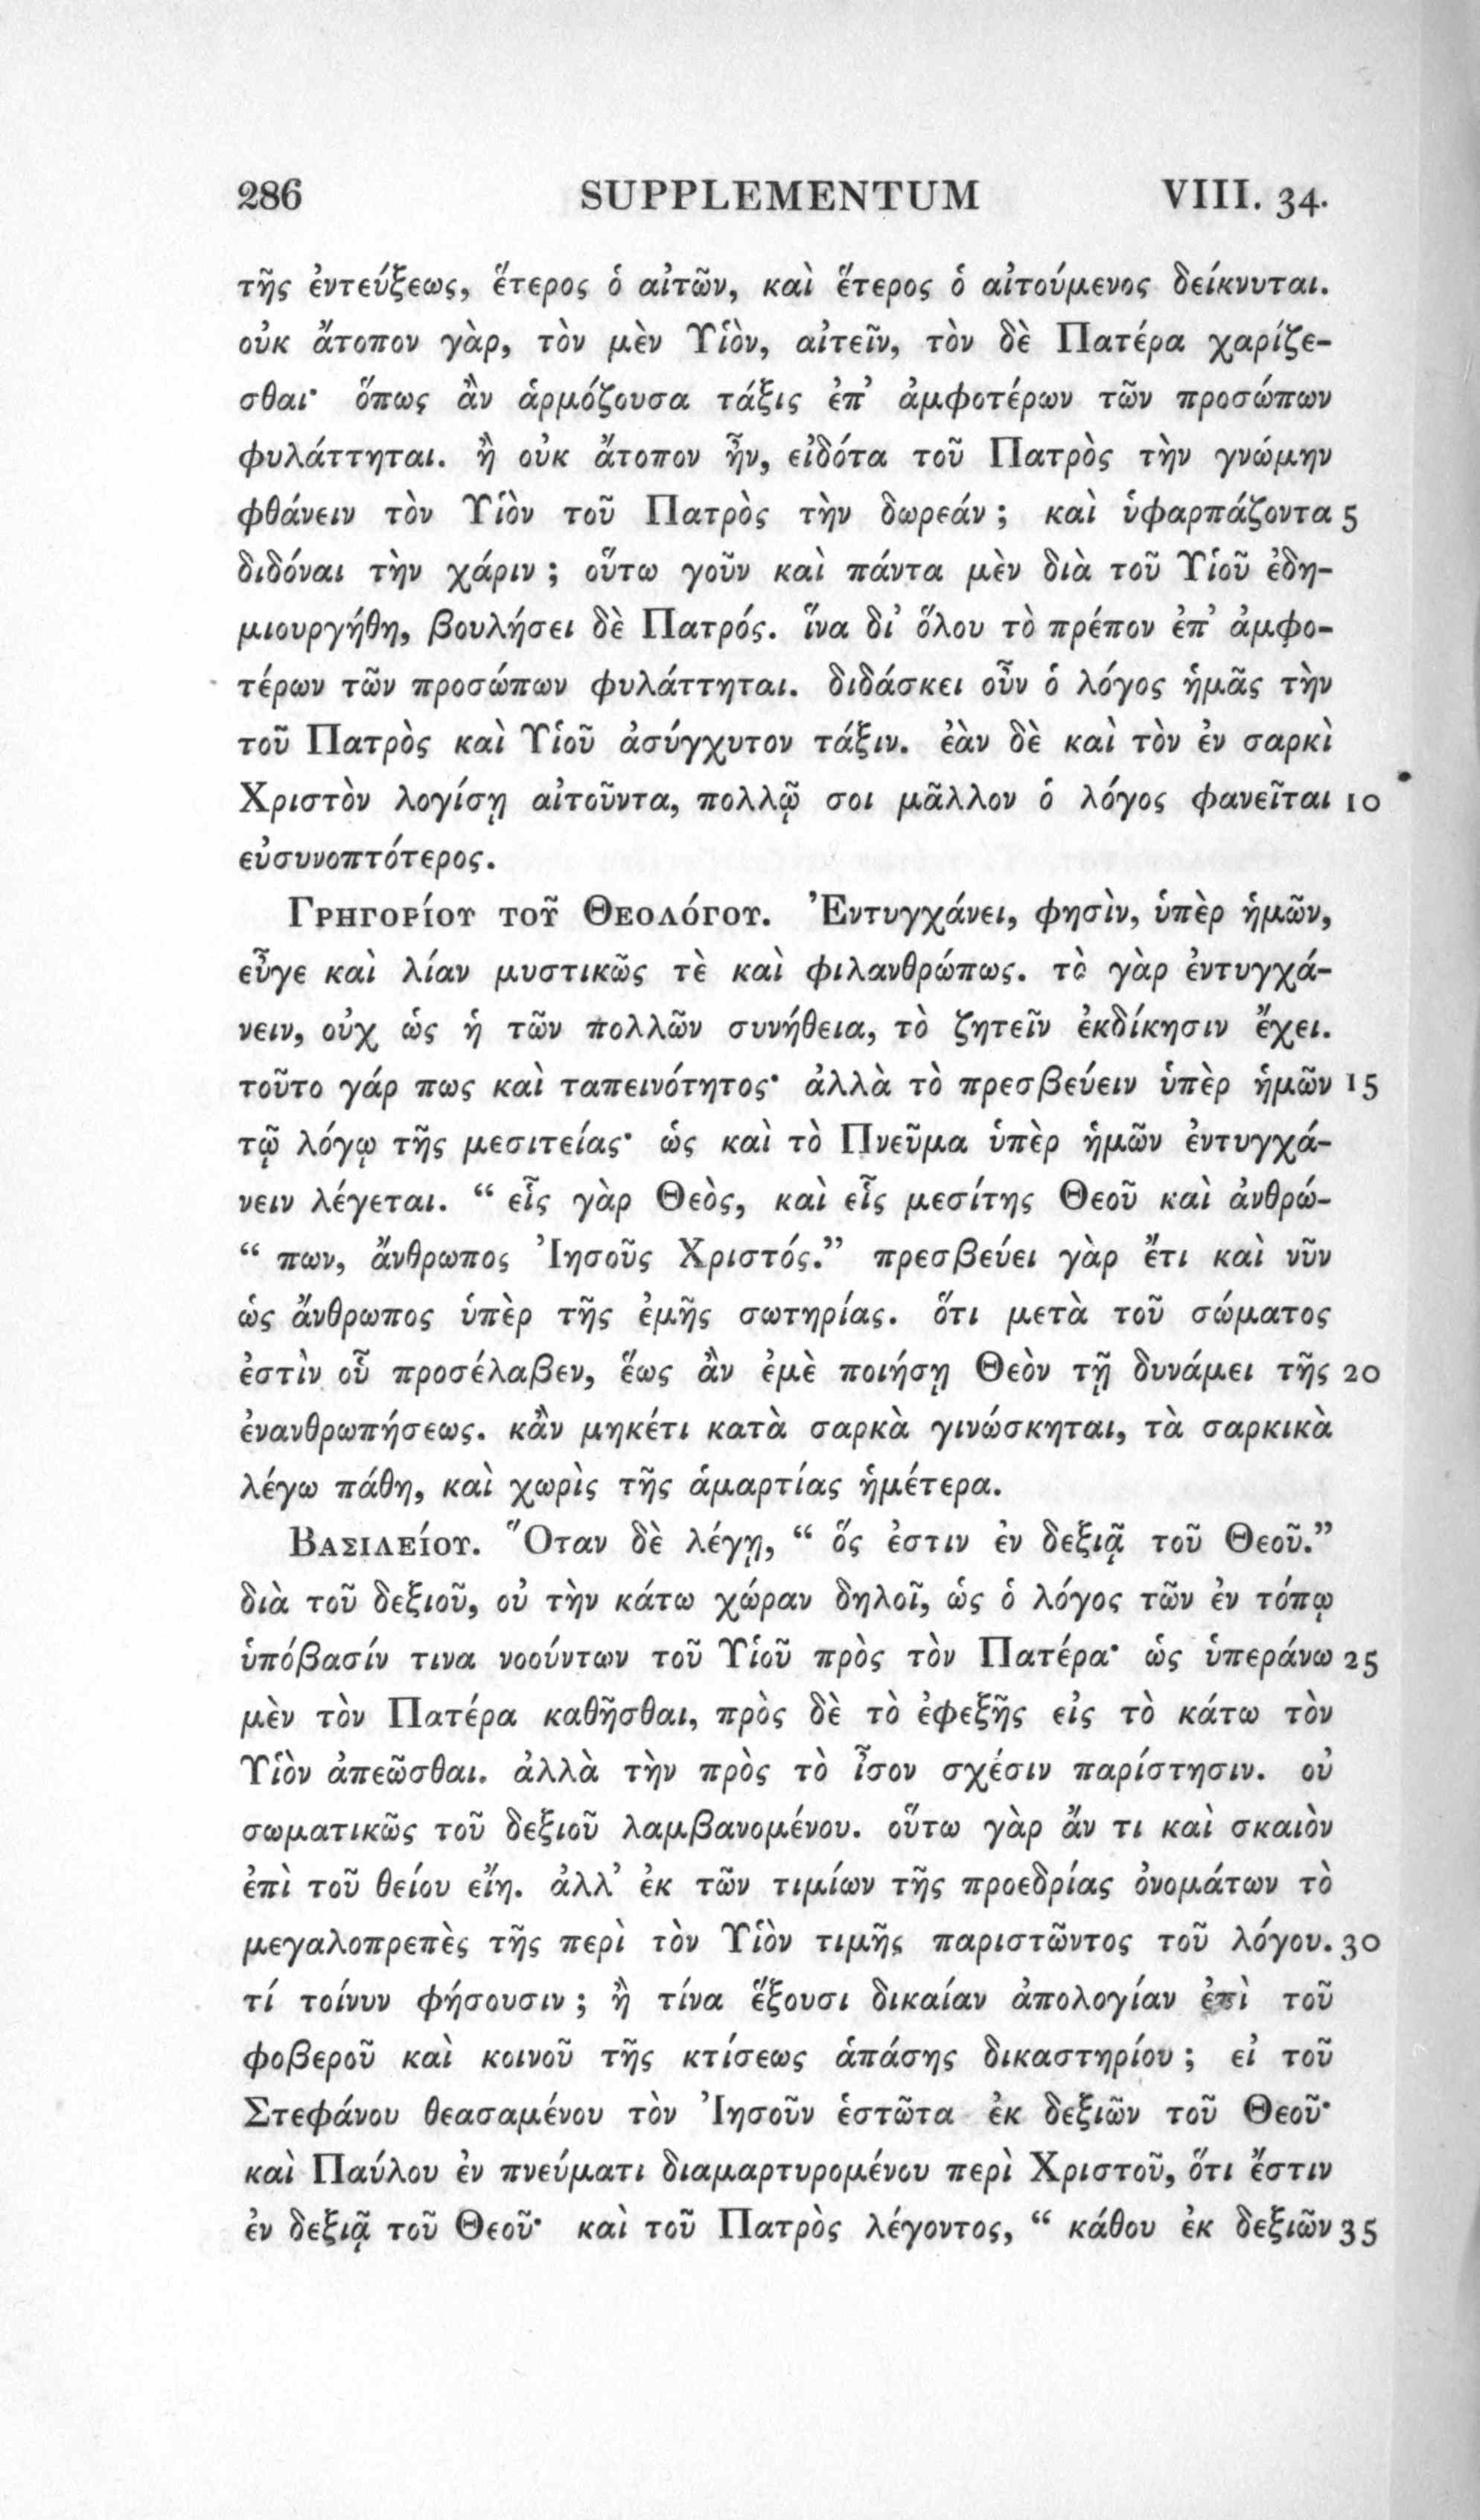 286 SUPPLEMENTUM VIII. 34.
τῆς ἐντεύξεως, ἕτερος ὁ αἰτῶν, καὶ ἕτερος ὁ αἰτούμενος δείκνυται.
οὐκ ἄτοπον γὰρ, τὸν μὲν Υἱὸν, αἰτεῖν, τὸν δὲ Πατέρα χαρίζε-
σθαι· ὅπως ἂν ἁρμόζουσα τάξις ἐπ’ ἀμφοτέρων τῶν προσώπων
φυλάττηται. ἢ οὐκ ἄτοπον ἦν, εἰδότα τοῦ Πατρὸς τὴν γνώμην
φθάνειν τὸν Υἱὸν τοῦ Πατρὸς τὴν δωρεάν; καὶ ὑφαρπάζοντα 5
διδόναι τὴν χάριν; οὕτω γοῦν καὶ πάντα μὲν διὰ τοῦ Υἱοῦ ἐδη-
μιουργήθη, βουλήσει δὲ Πατρός. ἵνα δι’ ὅλου τὸ πρέπον ἐπ’ ἀμφο-
τέρων τῶν προσώπων φυλάττηται. διδάσκει οὖν ὁ λόγος ἡμᾶς τὴν
τοῦ Πατρὸς καὶ Υἱοῦ ἀσύγχυτον τάξιν. ἐὰν δὲ καὶ τὸν ἐν σαρκὶ
Χριστὸν λογίσῃ αἰτοῦντα, πολλῷ σοι μᾶλλον ὁ λόγος φανεῖται 10
εὐσυνοπτότερος.
Γρηγορίου τοῦ Θεολόγου. Ἐντυγχάνει, φησὶν, ὑπὲρ ἡμῶν,
εὖγε καὶ λίαν μυστικῶς τὲ καὶ φιλανθρώπως. τὸ γὰρ ἐντυγχά-
νειν, οὐχ ὡς ἡ τῶν πολλῶν συνήθεια, τὸ ζητεῖν ἐκδίκησιν ἔχει.
τοῦτο γάρ πως καὶ ταπεινότητος· ἀλλὰ τὸ πρεσβεύειν ὑπὲρ ἡμῶν 15
τῷ λόγῳ τῆς μεσιτείας· ὡς καὶ τὸ Πνεῦμα ὑπὲρ ἡμῶν ἐντυγχά-
νειν λέγεται. “ εἷς γὰρ Θεὸς, καὶ εἷς μεσίτης Θεοῦ καὶ ἀνθρώ-
“ πων, ἄνθρωπος Ἰησοῦς Χριστός.” πρεσβεύει γὰρ ἔτι καὶ νῦν
ὡς ἄνθρωπος ὑπὲρ τῆς ἐμῆς σωτηρίας. ὅτι μετὰ τοῦ σώματος
ἐστὶν οὗ προσέλαβεν, ἕως ἂν ἐμὲ ποιήσῃ Θεὸν τῇ δυνάμει τῆς 20
ἐνανθρωπήσεως. κἂν μηκέτι κατὰ σαρκὰ γινώσκηται, τὰ σαρκικὰ
λέγω πάθη, καὶ χωρὶς τῆς ἁμαρτίας ἡμέτερα.
Βασιλείου. Ὅταν δὲ λέγῃ, “ ὅς ἐστιν ἐν δεξιᾷ τοῦ Θεοῦ.”
διὰ τοῦ δεξιοῦ, οὐ τὴν κάτω χώραν δηλοῖ, ὡς ὁ λόγος τῶν ἐν τόπῳ
ὑπόβασίν τινα νοούντων τοῦ Υἱοῦ πρὸς τὸν Πατέρα· ὡς ὑπεράνω 25
μὲν τὸν Πατέρα καθῆσθαι, πρὸς δὲ τὸ ἐφεξῆς εἰς τὸ κάτω τὸν
Υἱὸν ἀπεῶσθαι. ἀλλὰ τὴν πρὸς τὸ ἶσον σχέσιν παρίστησιν. οὐ
σωματικῶς τοῦ δεξιοῦ λαμβανομένου. οὕτω γὰρ ἄν τι καὶ σκαιὸν
ἐπὶ τοῦ θείου εἴη. ἀλλ’ ἐκ τῶν τιμίων τῆς προεδρίας ὀνομάτων τὸ
μεγαλοπρεπὲς τῆς περὶ τὸν Υἱὸν τιμῆς παριστῶντος τοῦ λόγου. 30
τί τοίνυν φήσουσιν; ἢ τίνα ἕξουσι δικαίαν ἀπολογίαν ἐπὶ τοῦ
φοβεροῦ καὶ κοινοῦ τῆς κτίσεως ἁπάσης δικαστηρίου; εἰ τοῦ
Στεφάνου θεασαμένου τὸν Ἰησοῦν ἑστῶτα ἐκ δεξιῶν τοῦ Θεοῦ·
καὶ Παύλου ἐν πνεύματι διαμαρτυρομένου περὶ Χριστοῦ, ὅτι ἔστιν
ἐν δεξιᾷ τοῦ Θεοῦ· καὶ τοῦ Πατρὸς λέγοντος, “ κάθου ἐκ δεξιῶν 35